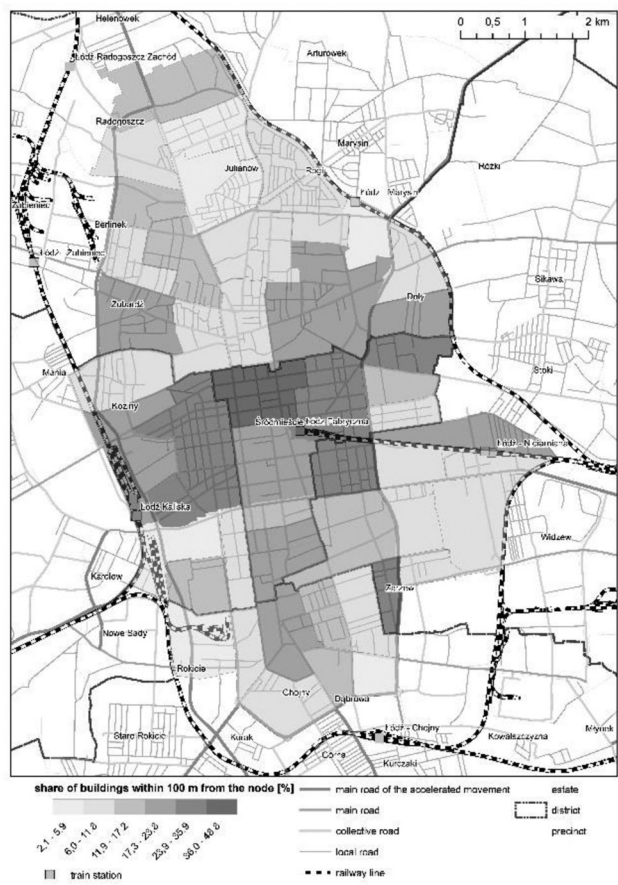 Helenówek
0 0,5 1 2 km
Łódź Radogoszcz Zachód
Arturówek
Radogoszcz
Marysin
Julianów
Rogi
Różki
Łódź Marysin
Żabieniec
Berlinek
Łódź Żabieniec
Sikawa
Żubardź
Doły
Mania
Stoki
Koziny
Śródmieście Łódź Fabryczna
Łódź - Niciarniana
Łódź Kaliska
Widzew
Karolew
Zarzew
Nowe Sady
Rokicie
Chojny
Dąbrowa
Stare Rokicie
Kurak
Łódź - Chojny
Kowalszczyzna
Młynek
Górna
Kurczaki
share of buildings within 100 m from the node [%]
2,1 - 5,9
6,0 - 11,8
11,9 - 17,2
17,3 - 23,8
23,9 - 35,9
36,0 - 48,8
train station
main road of the accelerated movement
main road
collective road
local road
railway line
estate
district
precinct